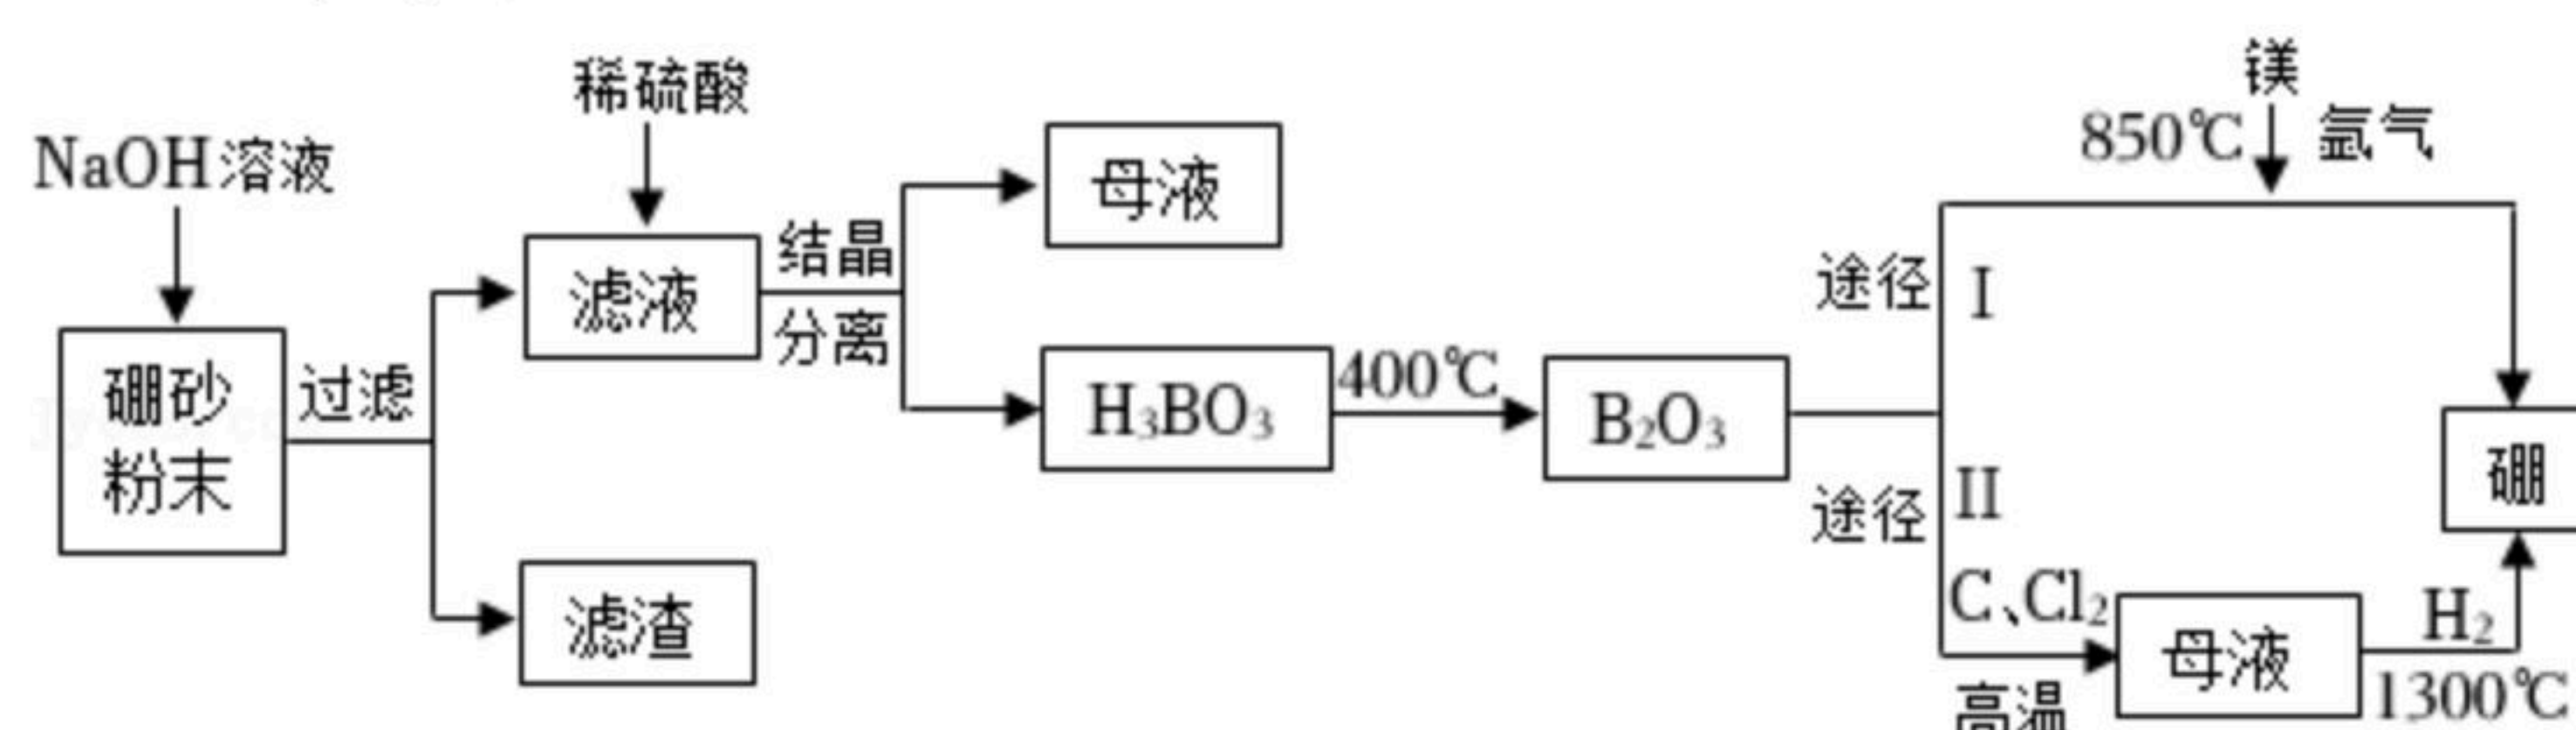 NaOH溶液
硼砂
粉末
过滤
稀硫酸
滤液
滤渣
结晶
分离
母液
H₃BO₃
400℃
B₂O₃
途径 I
镁
850℃ 氩气
途径 II
C、Cl₂
高温
母液
H₂
1300℃
硼